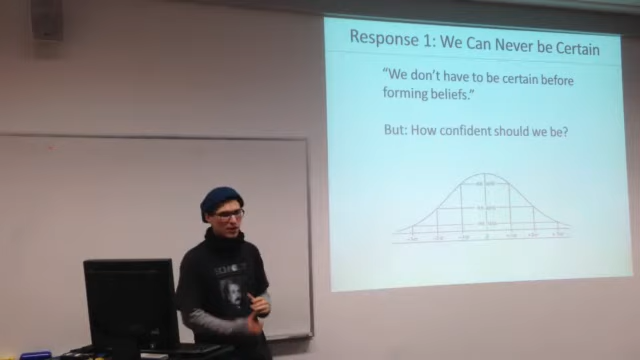 Response 1: We Can Never be Certain
“We don’t have to be certain before
forming beliefs.”
But: How confident should we be?